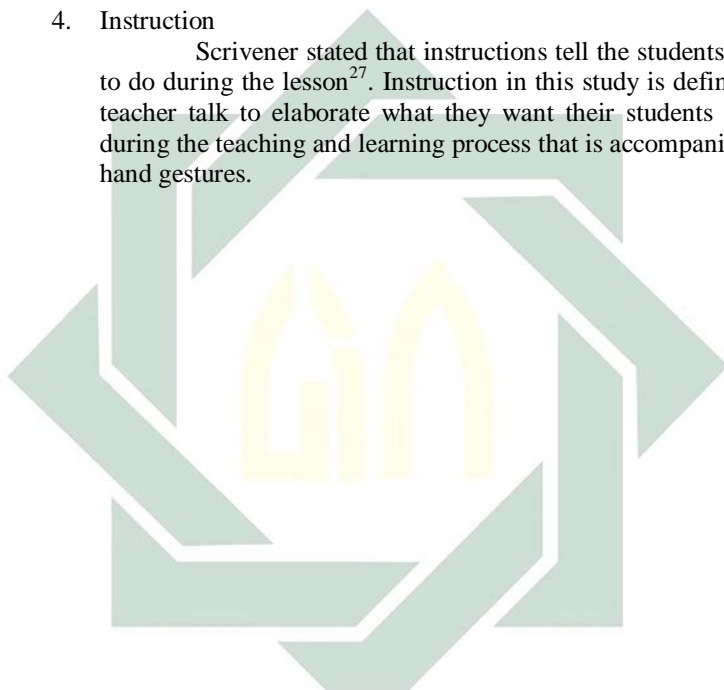 4. Instruction
Scrivener stated that instructions tell the students
to do during the lesson27. Instruction in this study is defin
teacher talk to elaborate what they want their students
during the teaching and learning process that is accompani
hand gestures.